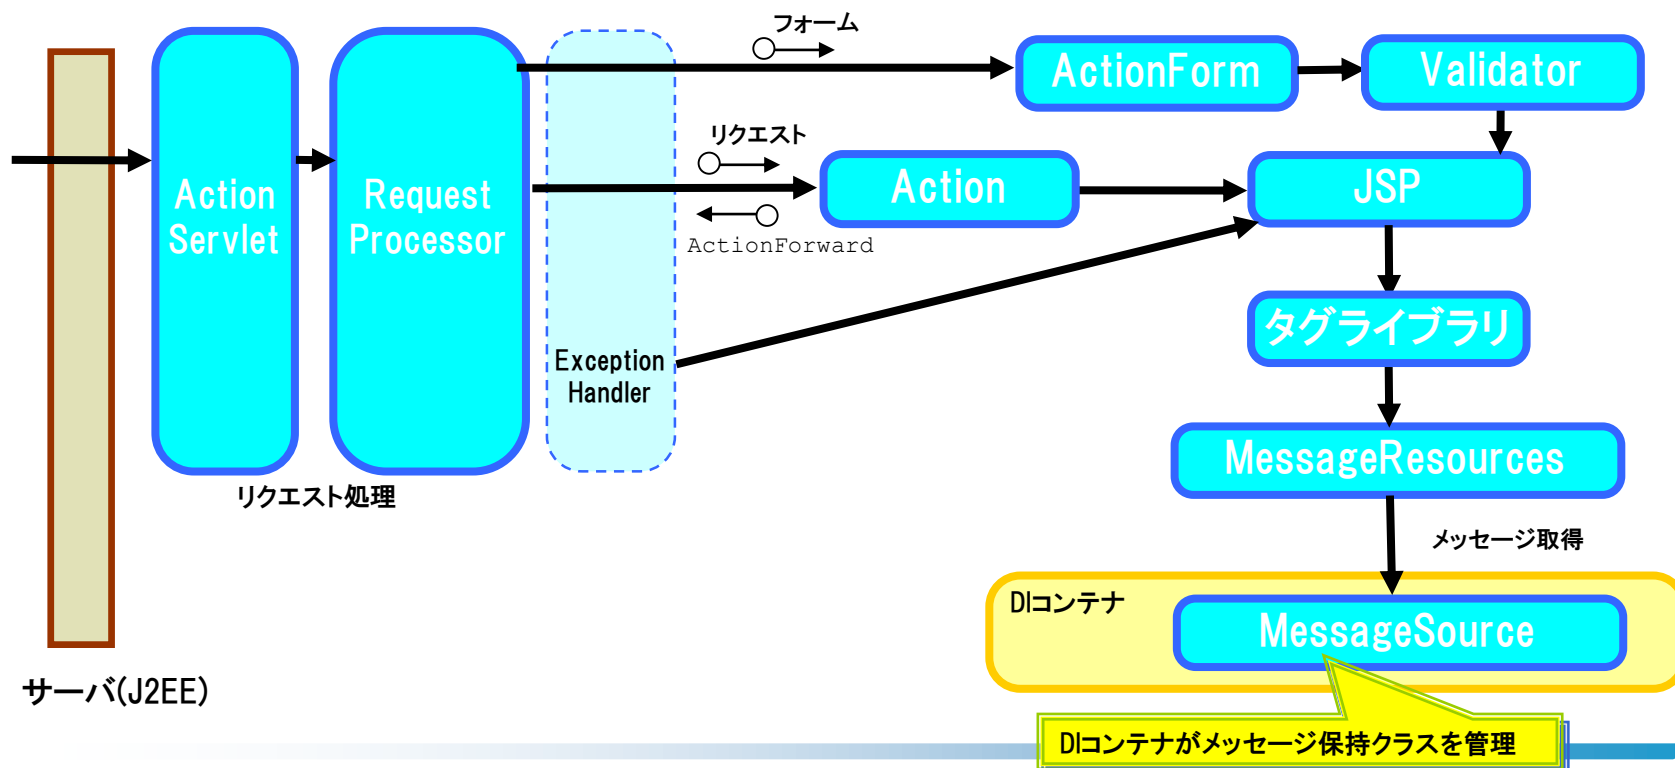 フォーム
ActionForm
Validator
リクエスト
Action
Servlet
Request
Processor
Action
JSP
ActionForward
タグライブラリ
Exception
Handler
MessageResources
リクエスト処理
メッセージ取得
DIコンテナ
MessageSource
サーバ(J2EE)
DIコンテナがメッセージ保持クラスを管理